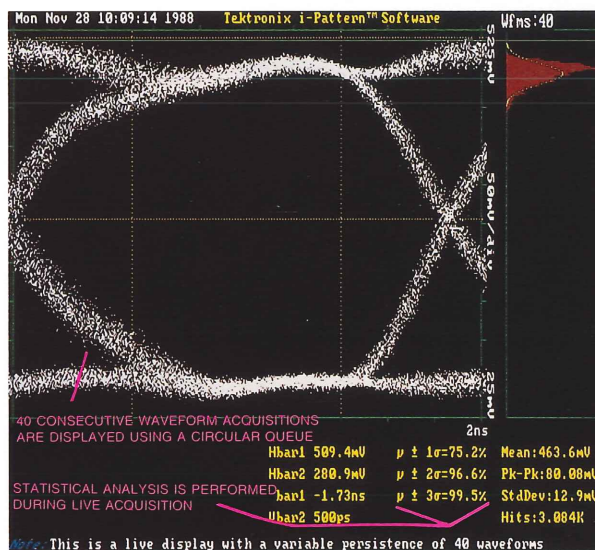 Mon Nov 28 10:09:14 1988
Tektronix i-Pattern™ Software
Wfms:40
50mV/div
40 CONSECUTIVE WAVEFORM ACQUISITIONS
ARE DISPLAYED USING A CIRCULAR QUEUE
2ns
Hbar1 509.4mV
µ ± 1σ=75.2%
Mean:463.6mV
Hbar2 280.9mV
µ ± 2σ=96.6%
Pk-Pk:80.08mV
STATISTICAL ANALYSIS IS PERFORMED
DURING LIVE ACQUISITION
bar1 -1.73ns
µ ± 3σ=99.5%
StdDev:12.9mV
Vbar2 500ps
Hits:3.084K
Note: This is a live display with a variable persistence of 40 waveforms